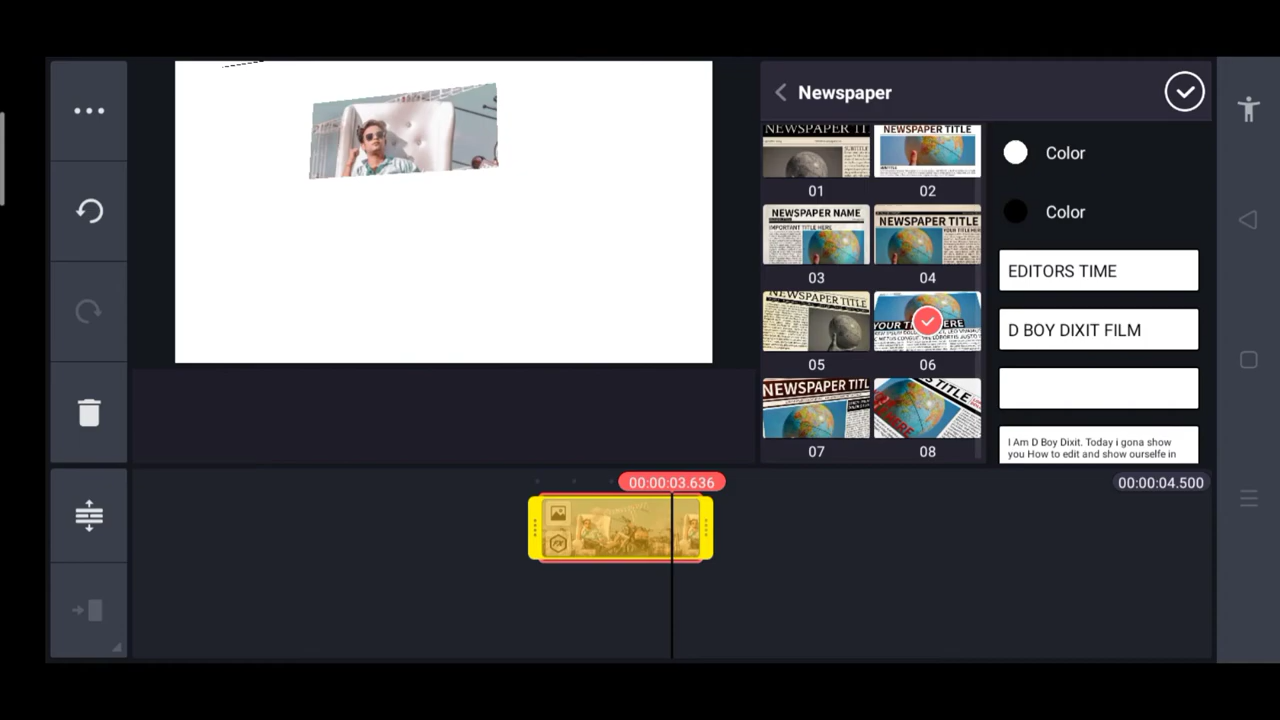 Newspaper
NEWSPAPER TI
01
NEWSPAPER TITLE
02
NEWSPAPER NAME
IMPORTANT TITLE HERE
03
NEWSPAPER TITLE
04
NEWSPAPER TITLE
05
YOUR HERE
06
NEWSPAPER TITL
07
TITLE
08
Color
Color
EDITORS TIME
D BOY DIXIT FILM
I Am D Boy Dixit. Today i gona show
you How to edit and show ourselfe in
00:00:03.636
00:00:04.500